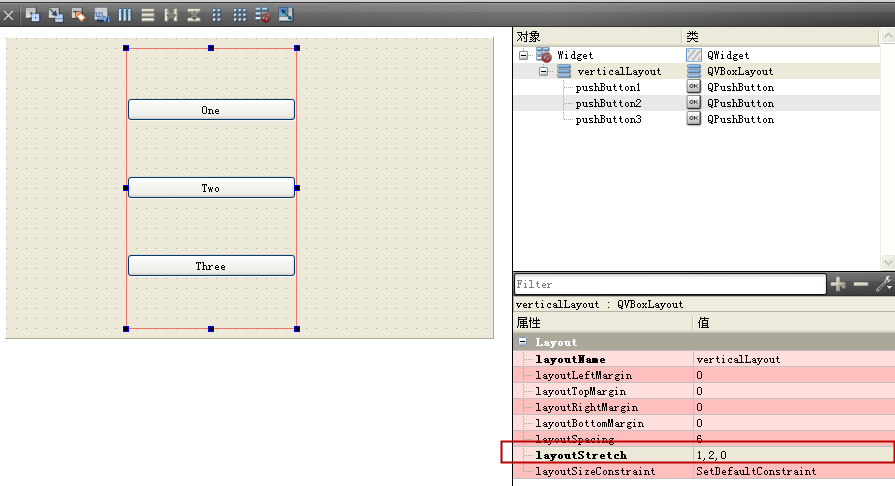 One
Two
Three
对象 类
Widget QWidget
verticalLayout QVBoxLayout
pushButton1 QPushButton
pushButton2 QPushButton
pushButton3 QPushButton
Filter
verticalLayout : QVBoxLayout
属性 值
Layout
layoutName verticalLayout
layoutLeftMargin 0
layoutTopMargin 0
layoutRightMargin 0
layoutBottomMargin 0
layoutSpacing 6
layoutStretch 1,2,0
layoutSizeConstraint SetDefaultConstraint